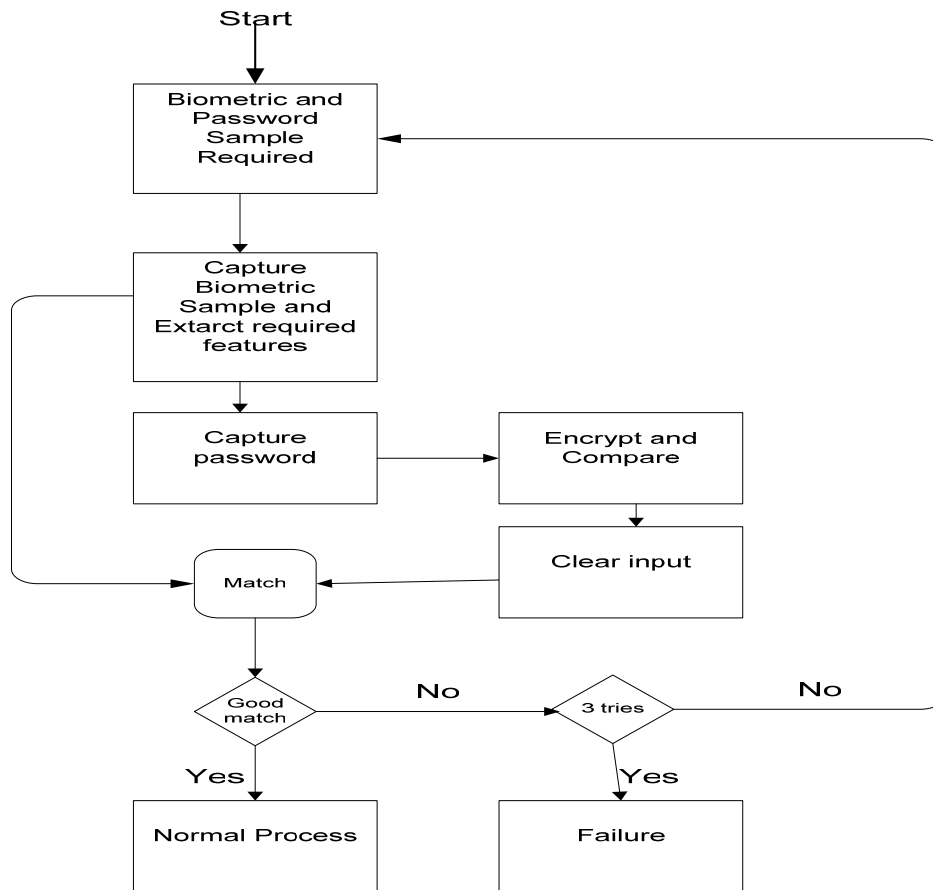 Start
Biometric and
Password
Sample
Required
Capture
Biometric
Sample and
Extarct required
features
Capture
password
Encrypt and
Compare
Clear input
Match
Good
match
No
3 tries
No
Yes
Yes
Normal Process
Failure